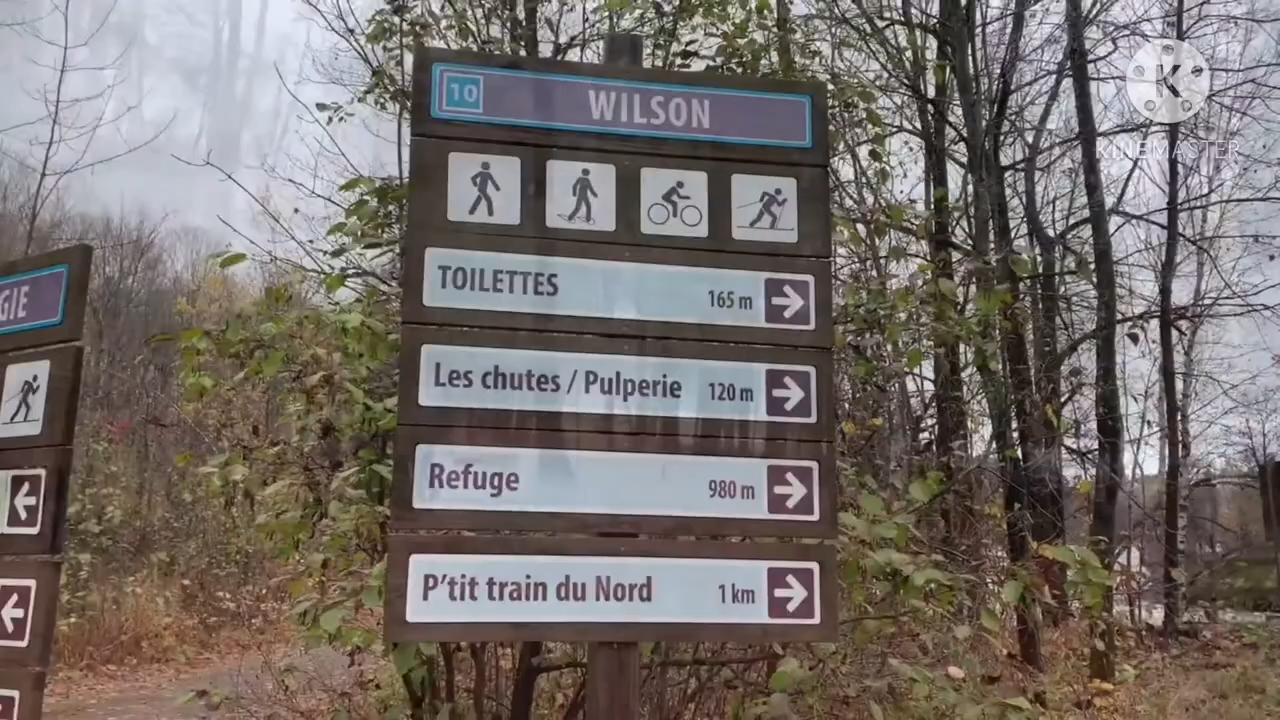 10 WILSON
TOILETTES 165 m
Les chutes / Pulperie 120 m
Refuge 980 m
P'tit train du Nord 1 km
GIE
K
KINEMASTER